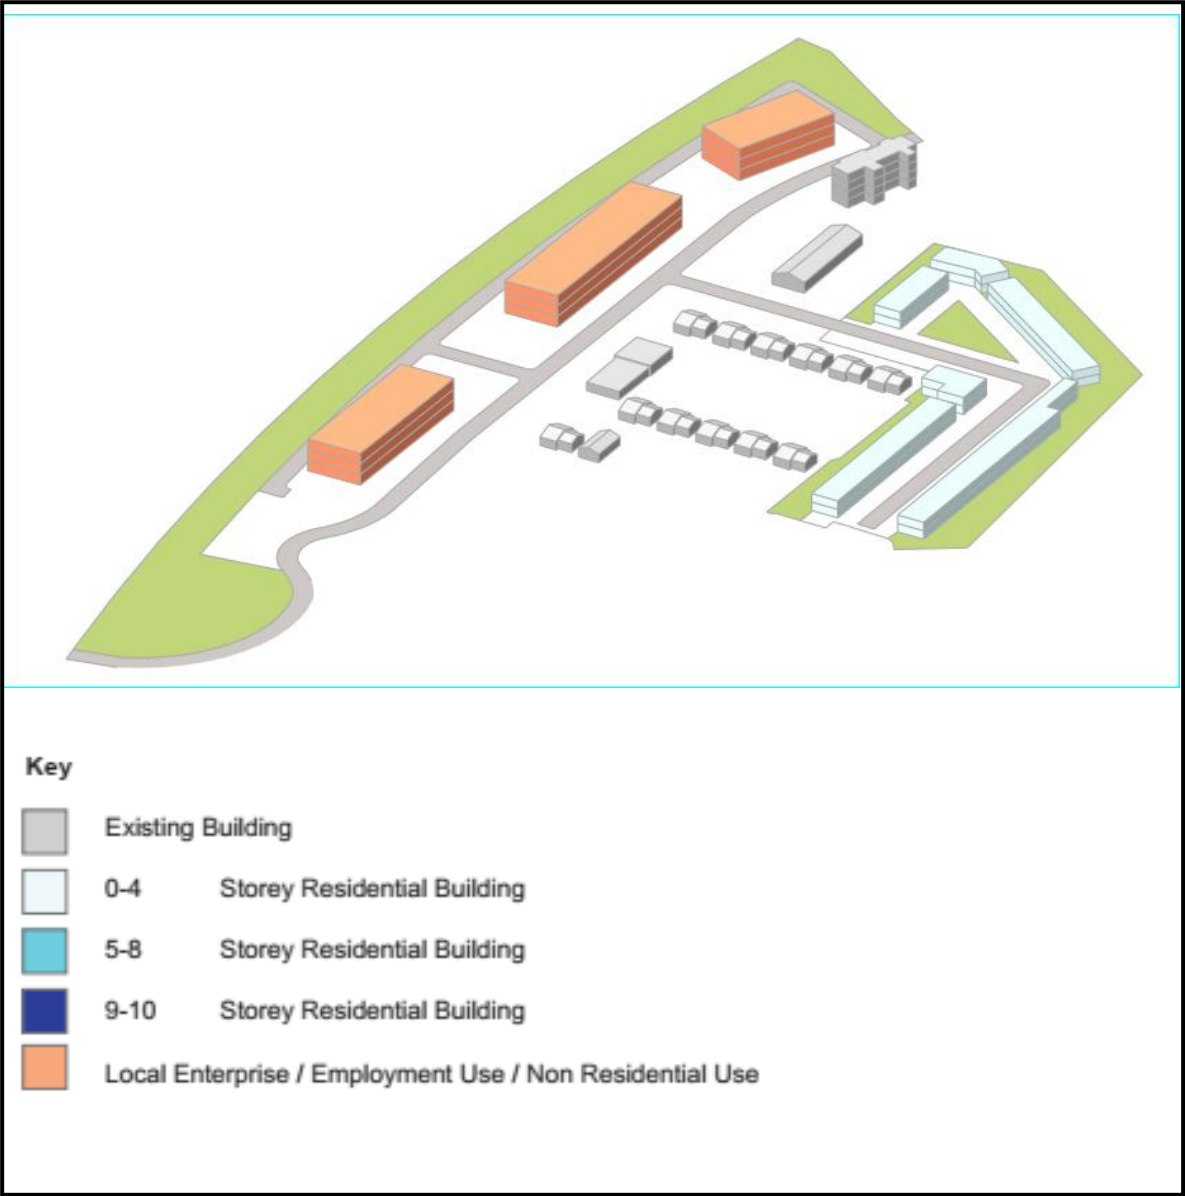 Key
Existing Building
0-4 Storey Residential Building
5-8 Storey Residential Building
9-10 Storey Residential Building
Local Enterprise / Employment Use / Non Residential Use